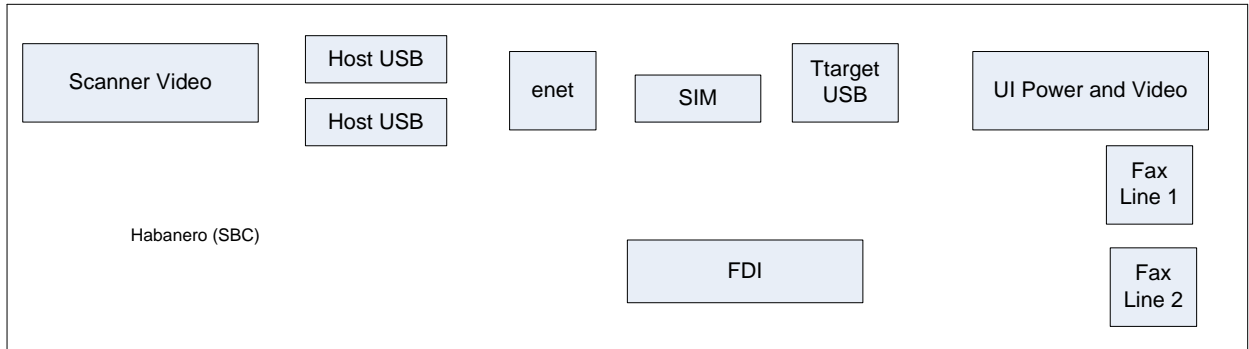 Scanner Video
Host USB
Host USB
enet
SIM
Ttarget
USB
UI Power and Video
Fax
Line 1
Habanero (SBC)
FDI
Fax
Line 2